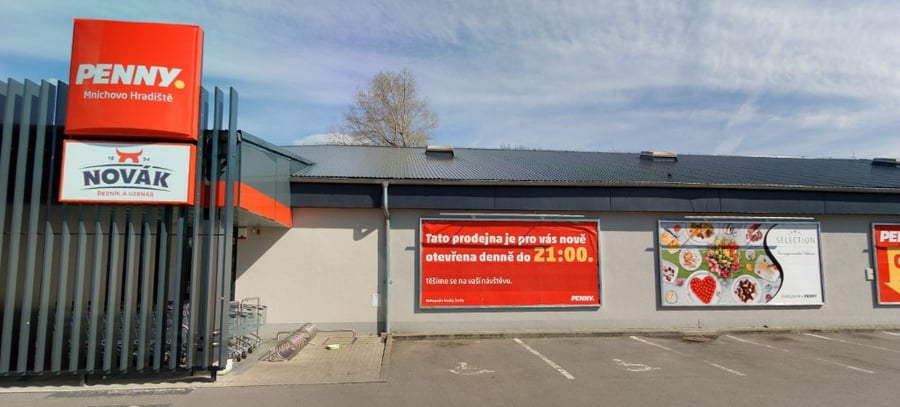 PENNY.
Mnichovo Hradiště
NOVÁK
ŘEZNÍK A UZENÁŘ
Tato prodejna je pro vás nově
otevřena denně do 21:00.
Těšíme se na vaši návštěvu.
PENNY.
SELECTION
PENNY